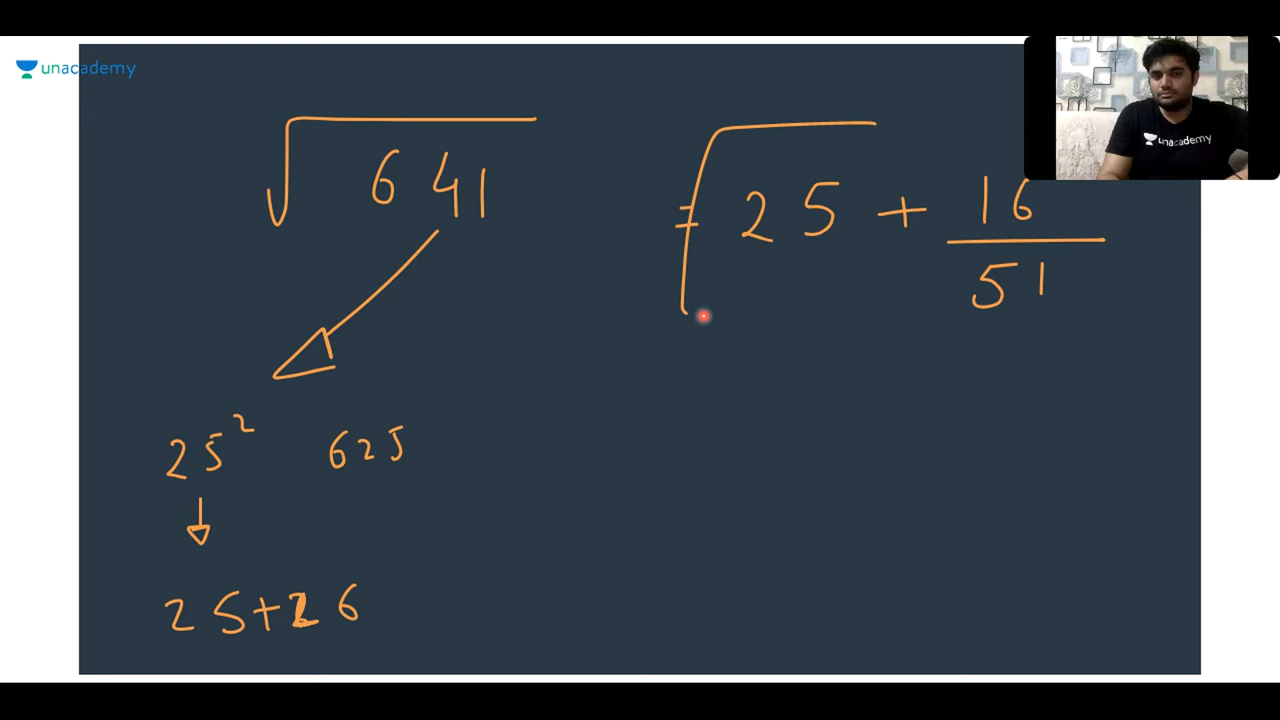 unacademy
unacademy
√641
= 25 + 16/51
25² 625
25+26